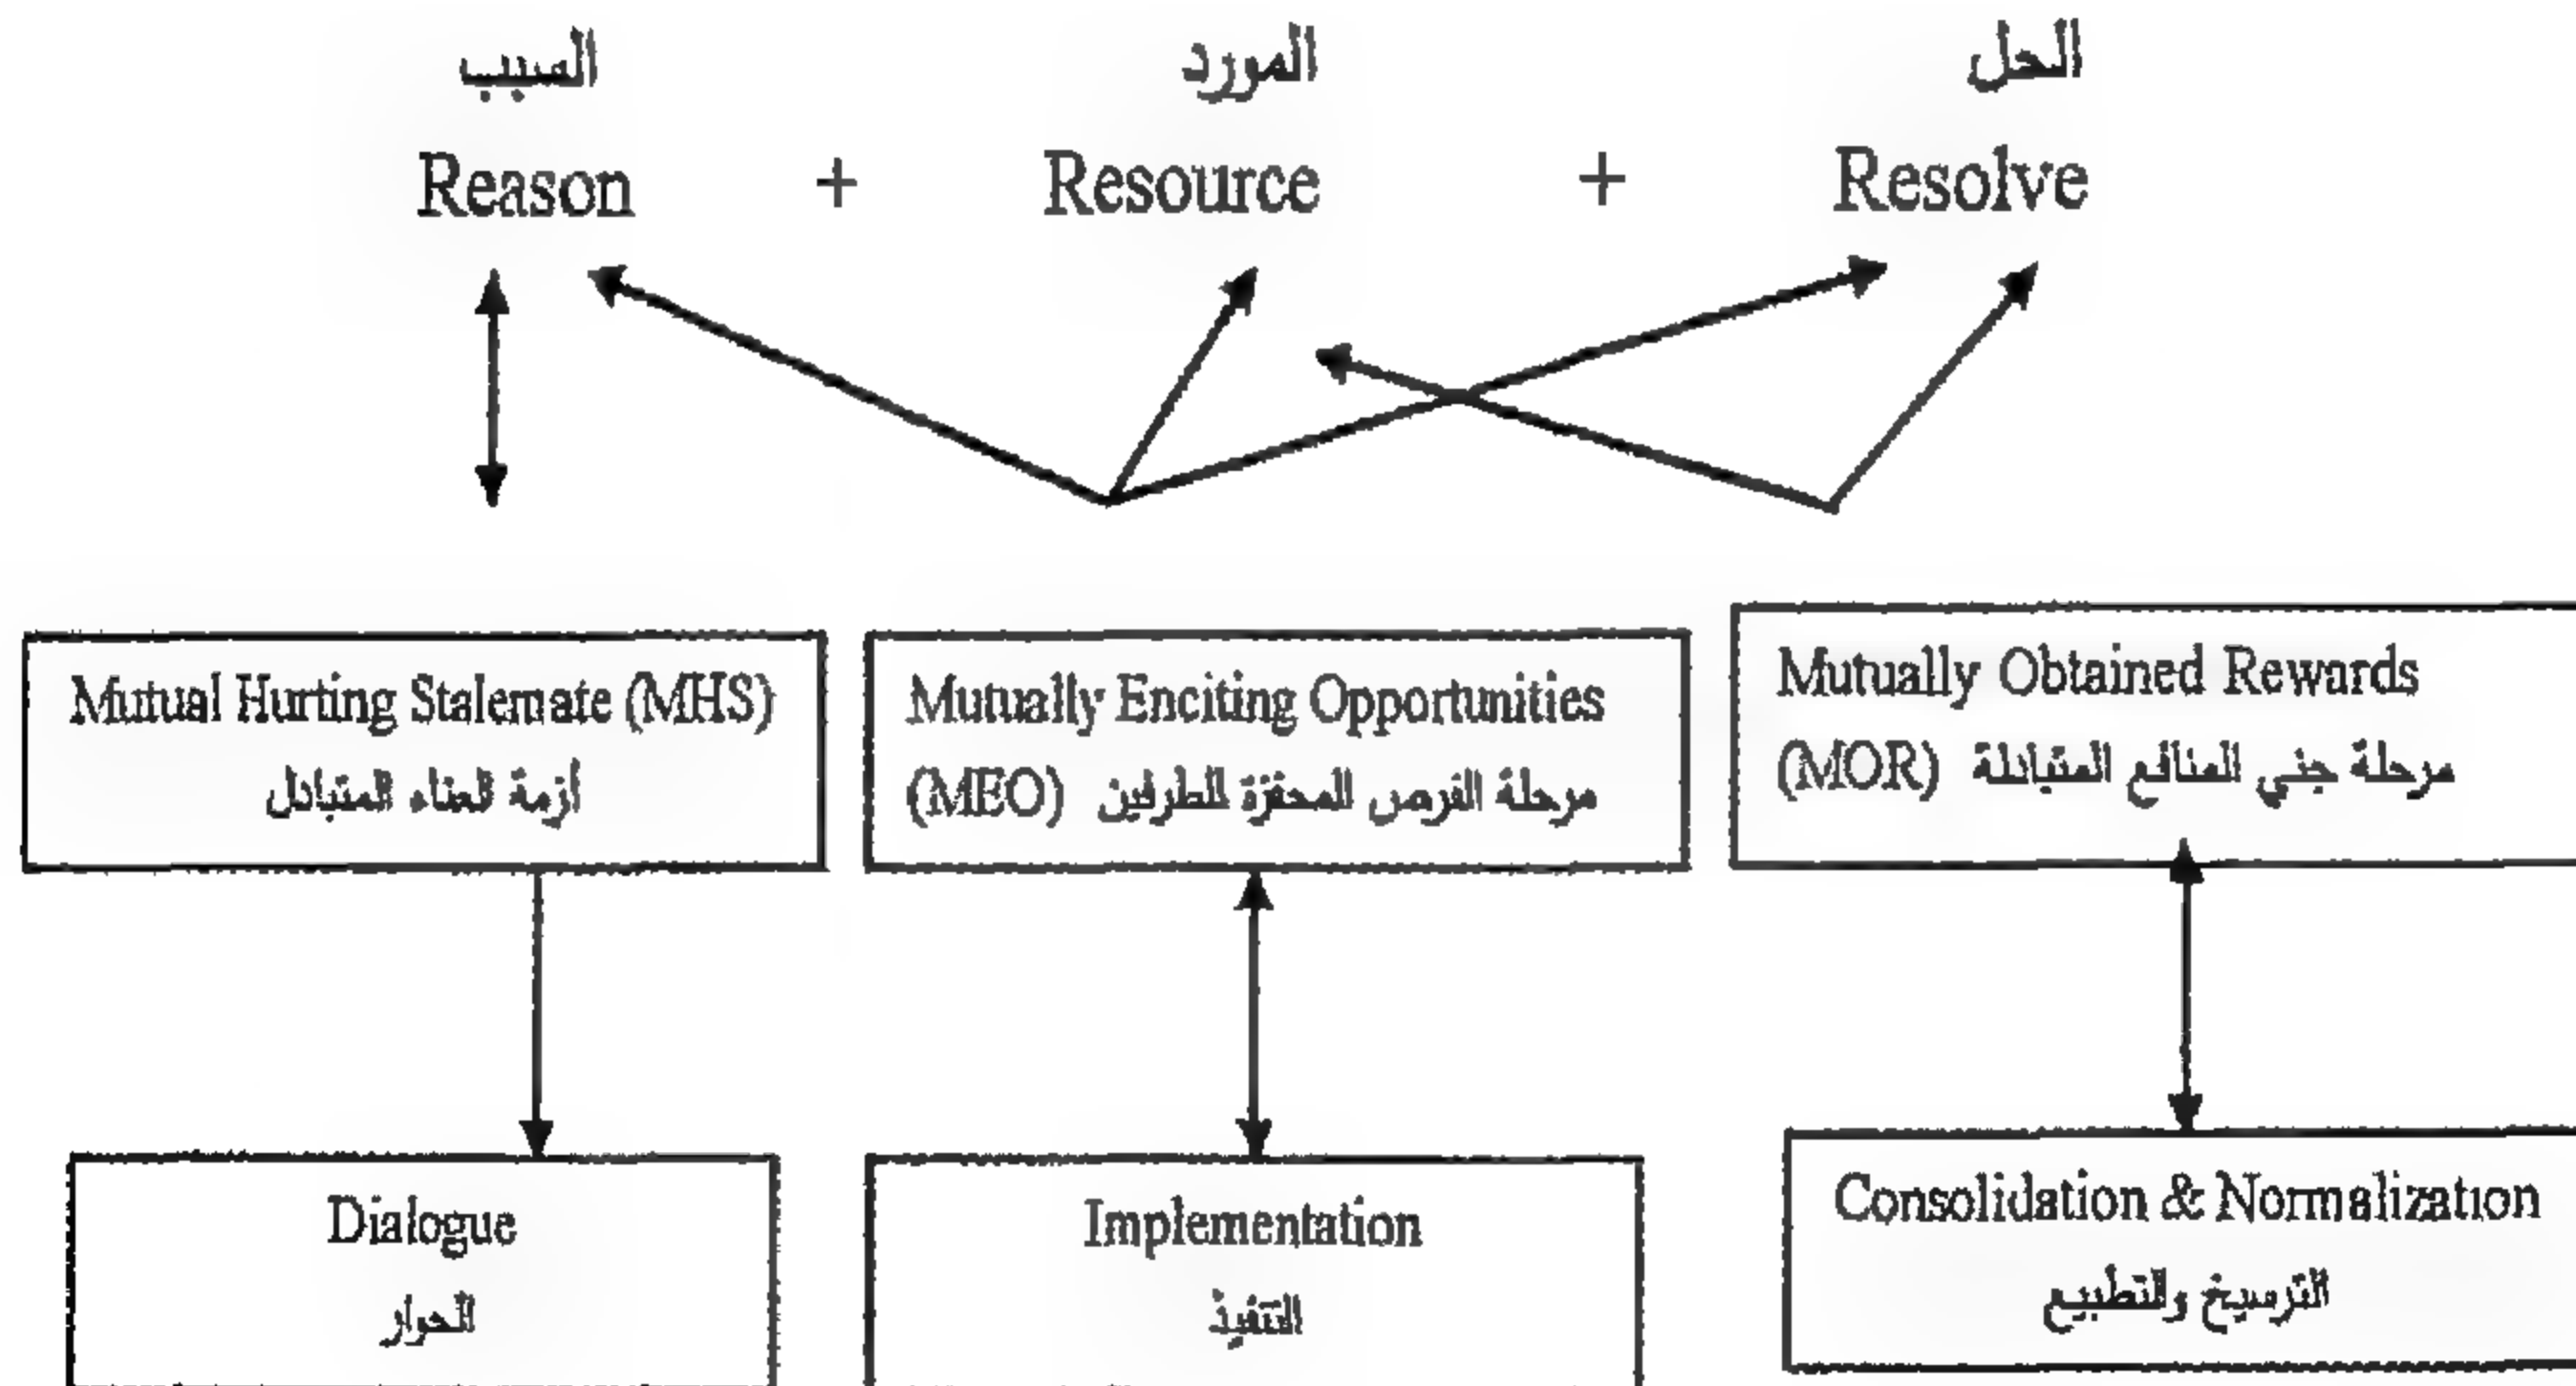 السبب
المورد
الحل
Reason + Resource + Resolve
Mutual Hurting Stalemate (MHS)
أزمة العناء المتبادل
Mutually Enciting Opportunities
(MEO) مرحلة الفرص المحفزة للطرفين
Mutually Obtained Rewards
(MOR) مرحلة جني المنافع المتبادلة
Dialogue
الحوار
Implementation
التنفيذ
Consolidation & Normalization
الترسيخ والتطبيع